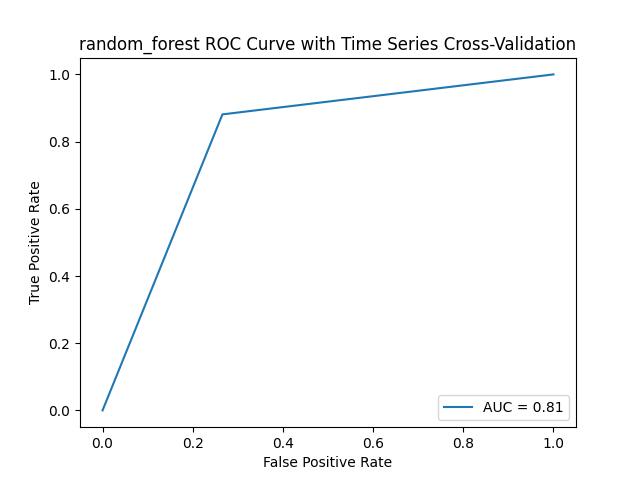 random_forest ROC Curve with Time Series Cross-Validation
1.0
0.8
0.6
0.4
0.2
0.0
True Positive Rate
0.0 0.2 0.4 0.6 0.8 1.0
False Positive Rate
AUC = 0.81